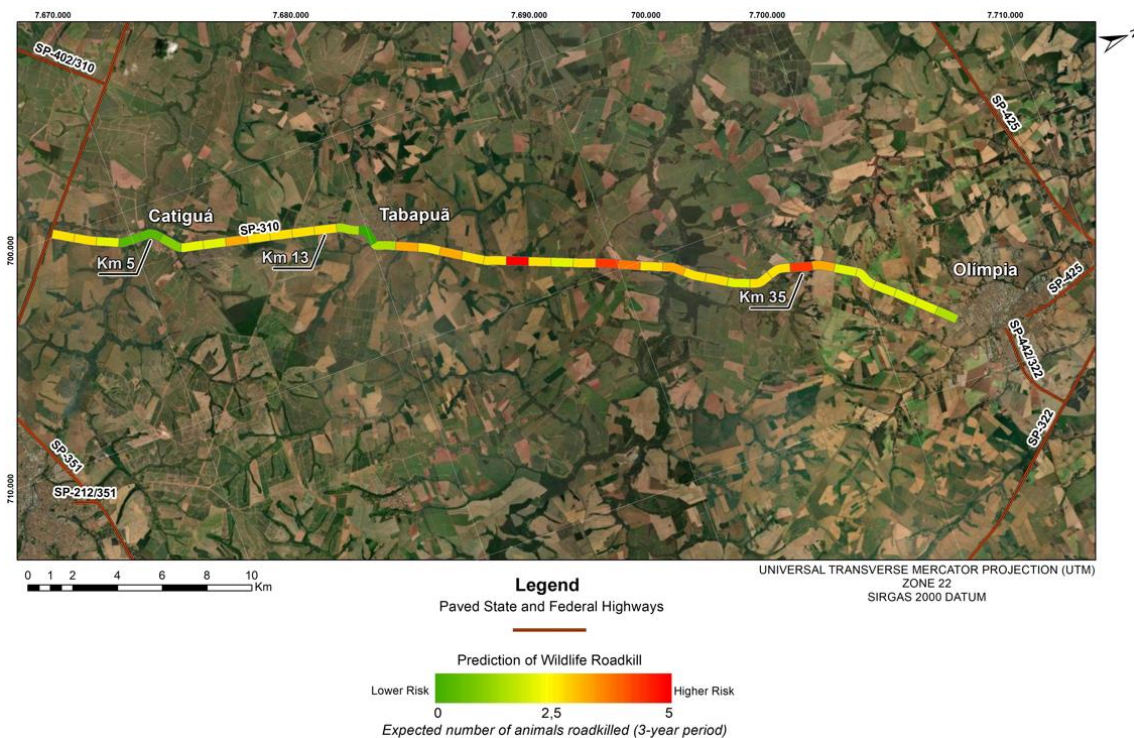 7.670.000
7.680.000
7.690.000
700.000
7.700.000
7.710.000
SP-402/310
SP-425
Catiguá
SP-310
Tabapuã
700.000
Km 5
Km 13
Km 35
Olímpia
SP-425
SP-442/322
SP-322
SP-351
SP-212/351
710.000
0 1 2 4 6 8 10
Km
UNIVERSAL TRANSVERSE MERCATOR PROJECTION (UTM)
ZONE 22
SIRGAS 2000 DATUM
Legend
Paved State and Federal Highways
Prediction of Wildlife Roadkill
Lower Risk
Higher Risk
0 2,5 5
Expected number of animals roadkilled (3-year period)